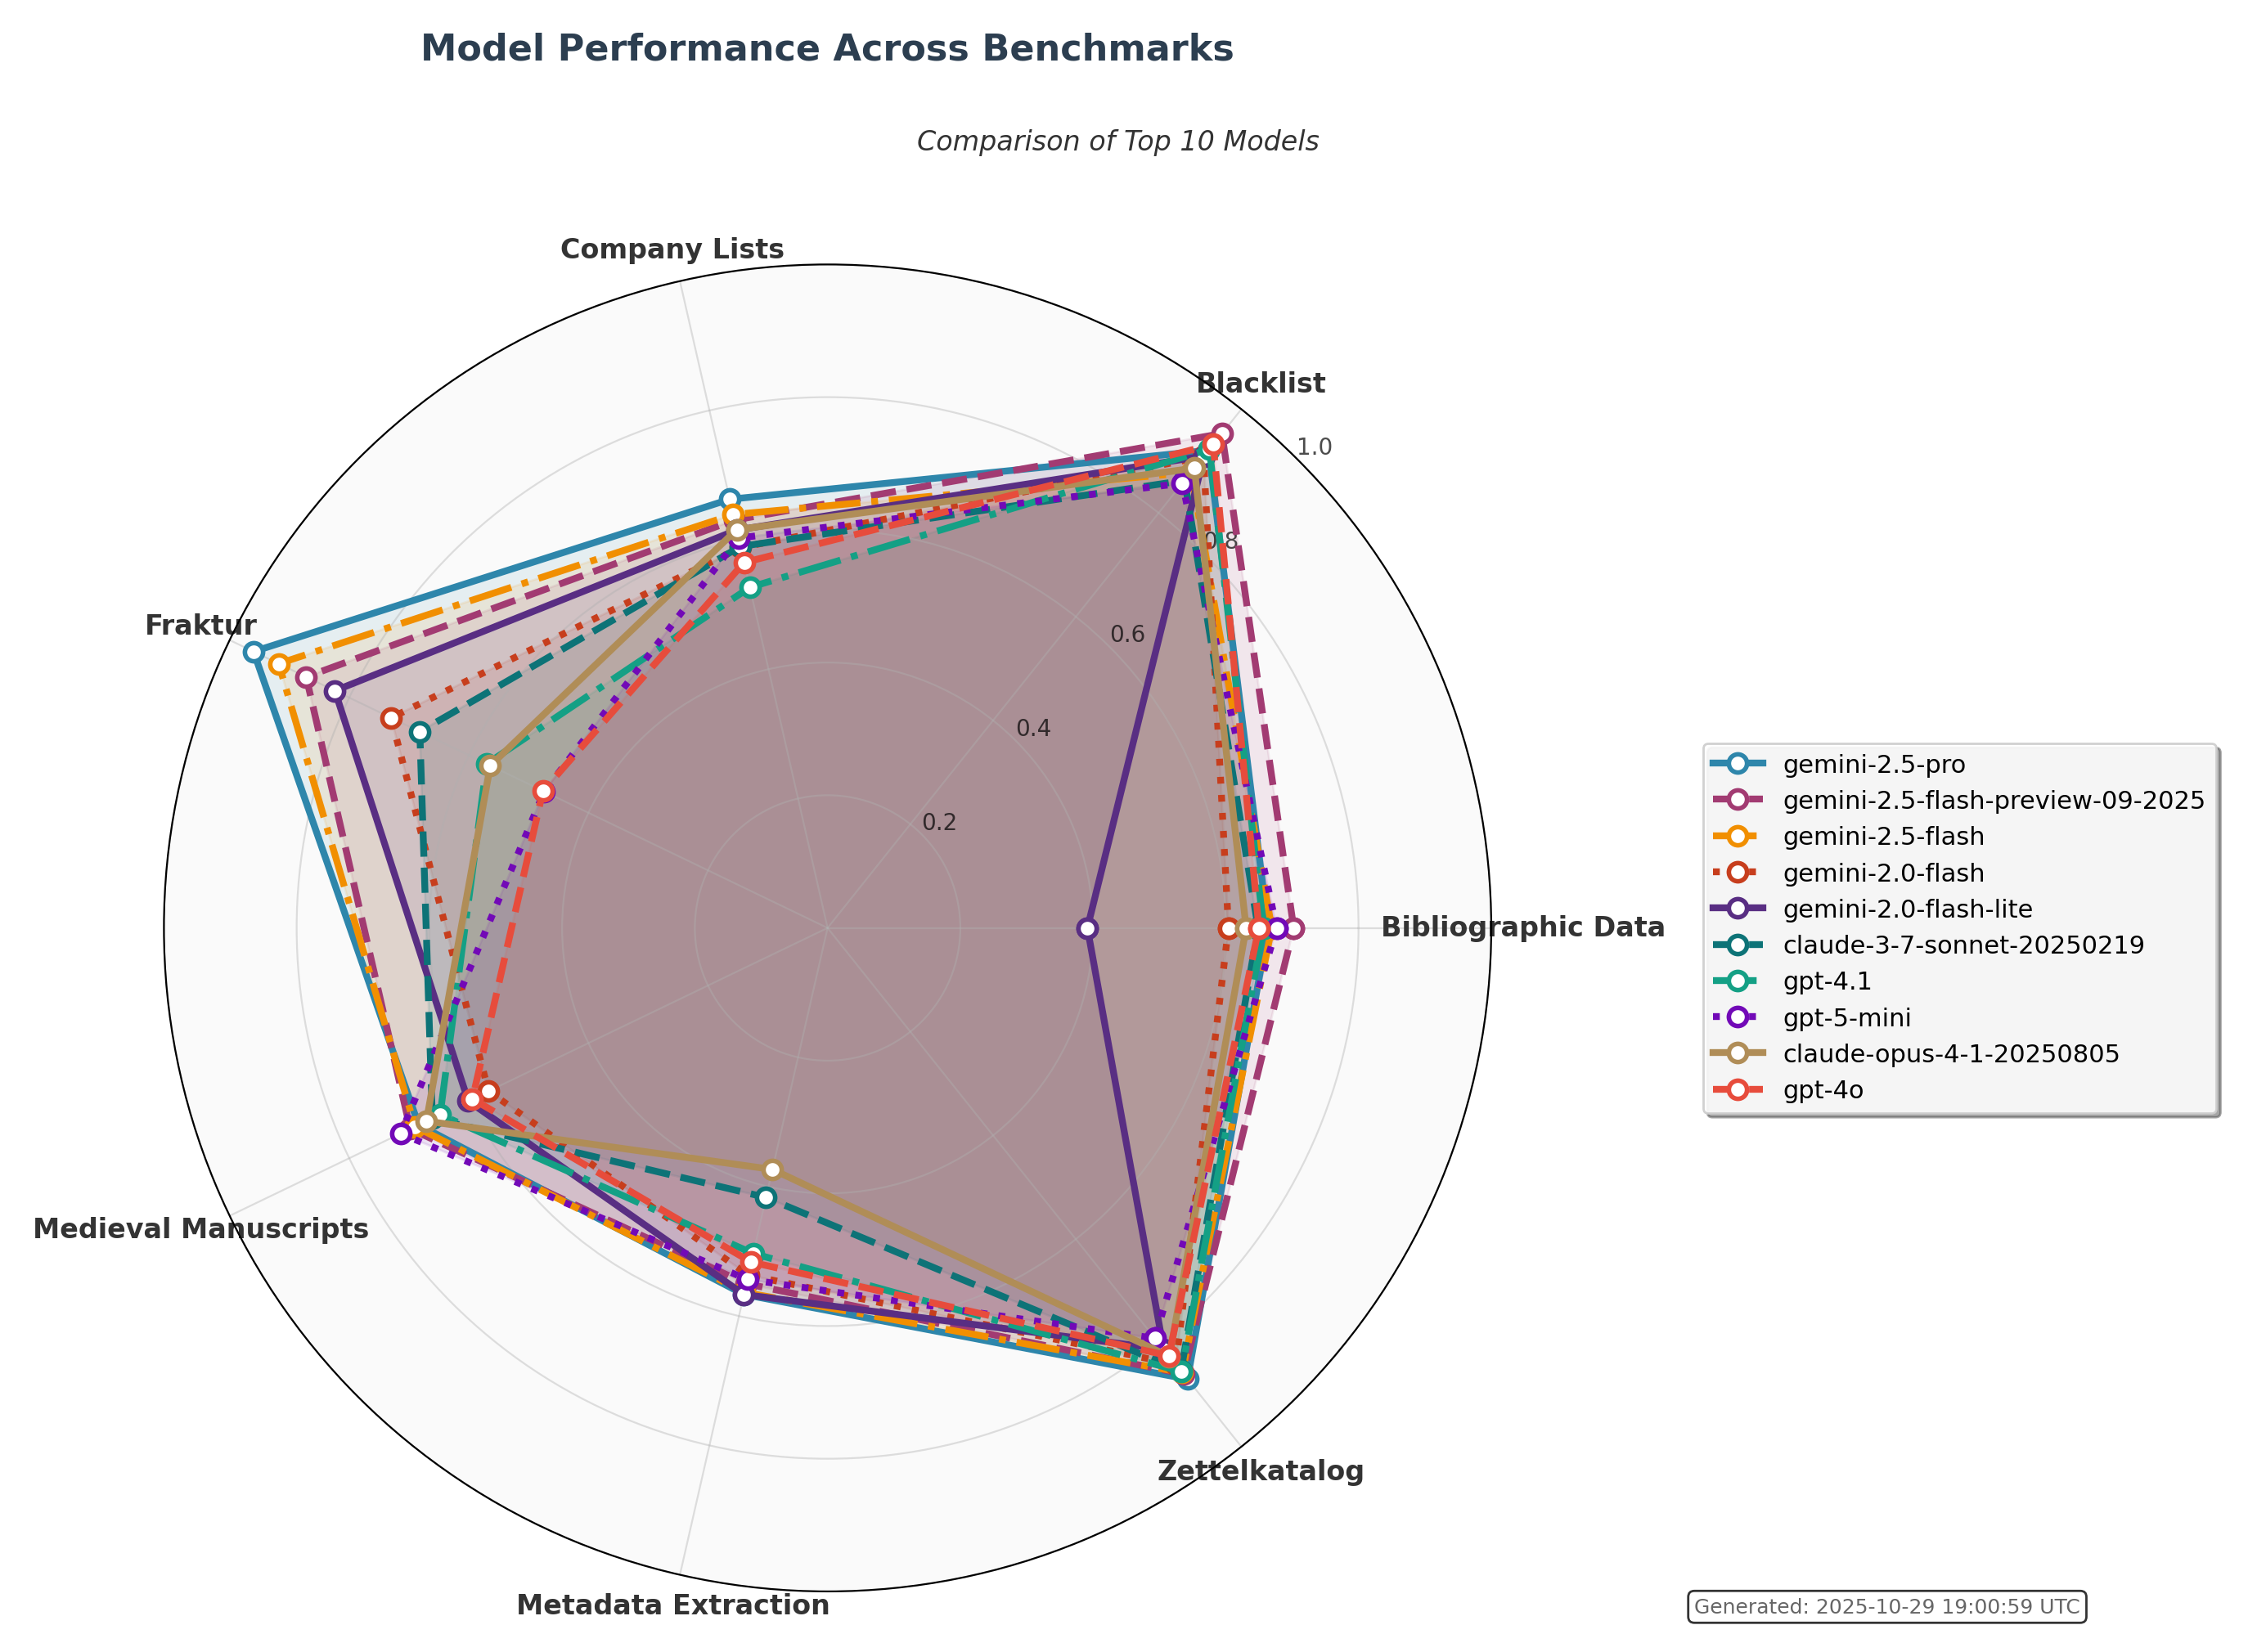 Model Performance Across Benchmarks
Comparison of Top 10 Models
Company Lists
Blacklist
1.0
0.8
Fraktur
0.6
0.4
0.2
Bibliographic Data
Medieval Manuscripts
Zettelkatalog
Metadata Extraction
gemini-2.5-pro
gemini-2.5-flash-preview-09-2025
gemini-2.5-flash
gemini-2.0-flash
gemini-2.0-flash-lite
claude-3-7-sonnet-20250219
gpt-4.1
gpt-5-mini
claude-opus-4-1-20250805
gpt-4o
Generated: 2025-10-29 19:00:59 UTC